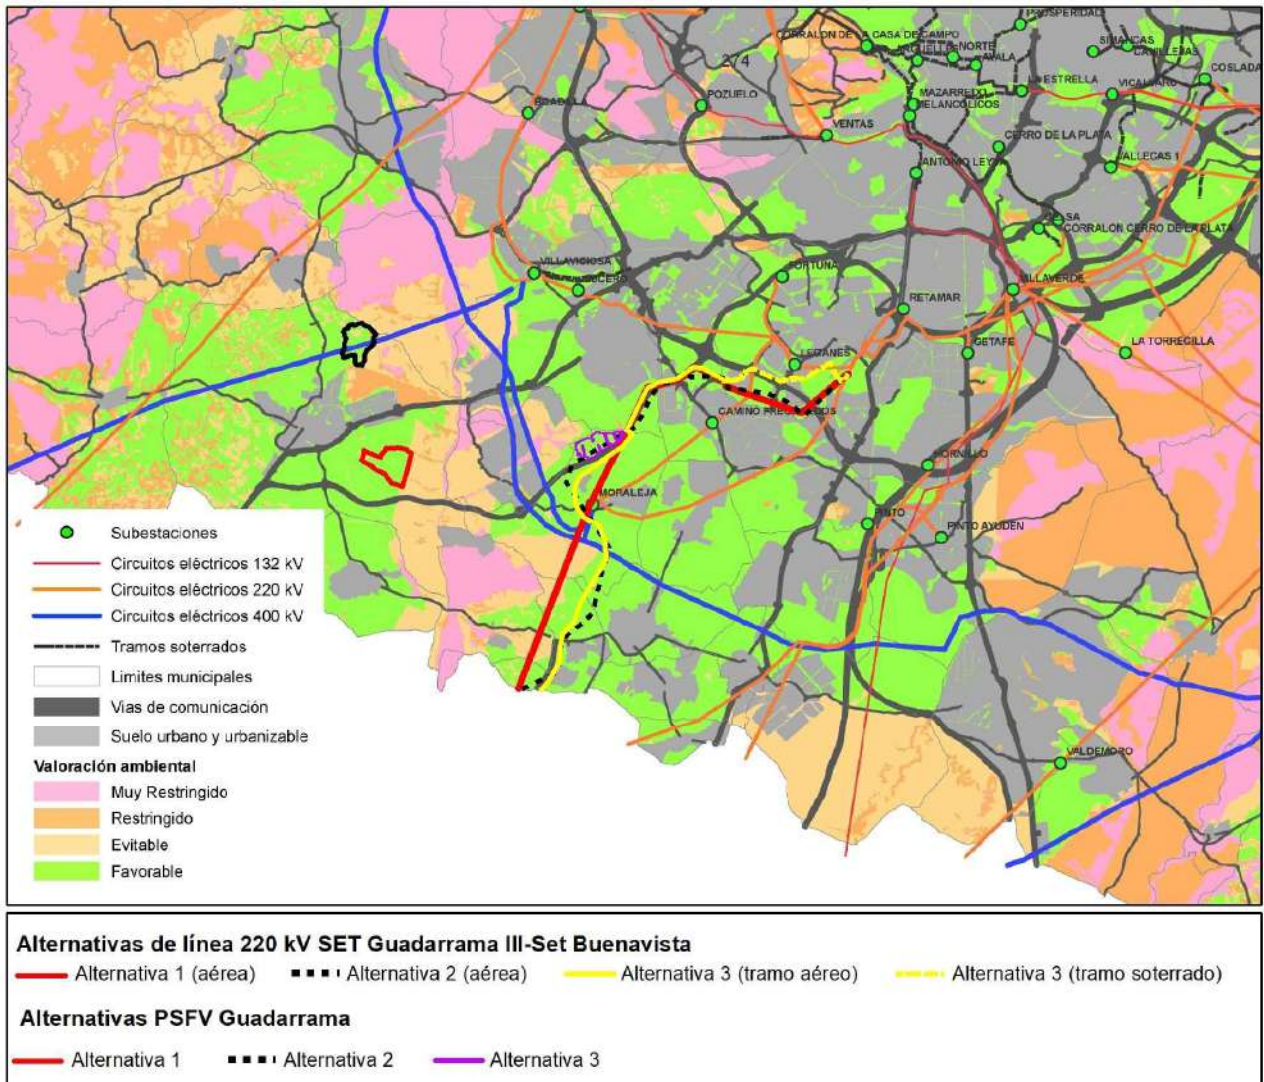 PROSPERIDAD
CORRALON DE LA CASA DE CAMPO
SIMANCAS
NORTE
274
COSLADA
LA ESTRELLA
VICALVARO
POZUELO
MAZARREDO
MELANCOLICOS
VENTAS
CERRO DE LA PLATA
VALLECAS 1
ANTONIO LEYVA
CORRALON CERRO DE LA PLATA
VILLAVICIOSA
FORTUNA
VILLAVERDE
RETAMAR
LEGANES
GETAFE
LA TORRECILLA
HORNILLO
MORALEJA
PINTO
PINTO AYUDEN
VALDEMORO
Subestaciones
Circuitos eléctricos 132 kV
Circuitos eléctricos 220 kV
Circuitos eléctricos 400 kV
Tramos soterrados
Limites municipales
Vias de comunicación
Suelo urbano y urbanizable
Valoración ambiental
Muy Restringido
Restringido
Evitable
Favorable
Alternativas de línea 220 kV SET Guadarrama III-Set Buenavista
Alternativa 1 (aérea) Alternativa 2 (aérea) Alternativa 3 (tramo aéreo) Alternativa 3 (tramo soterrado)
Alternativas PSFV Guadarrama
Alternativa 1 Alternativa 2 Alternativa 3